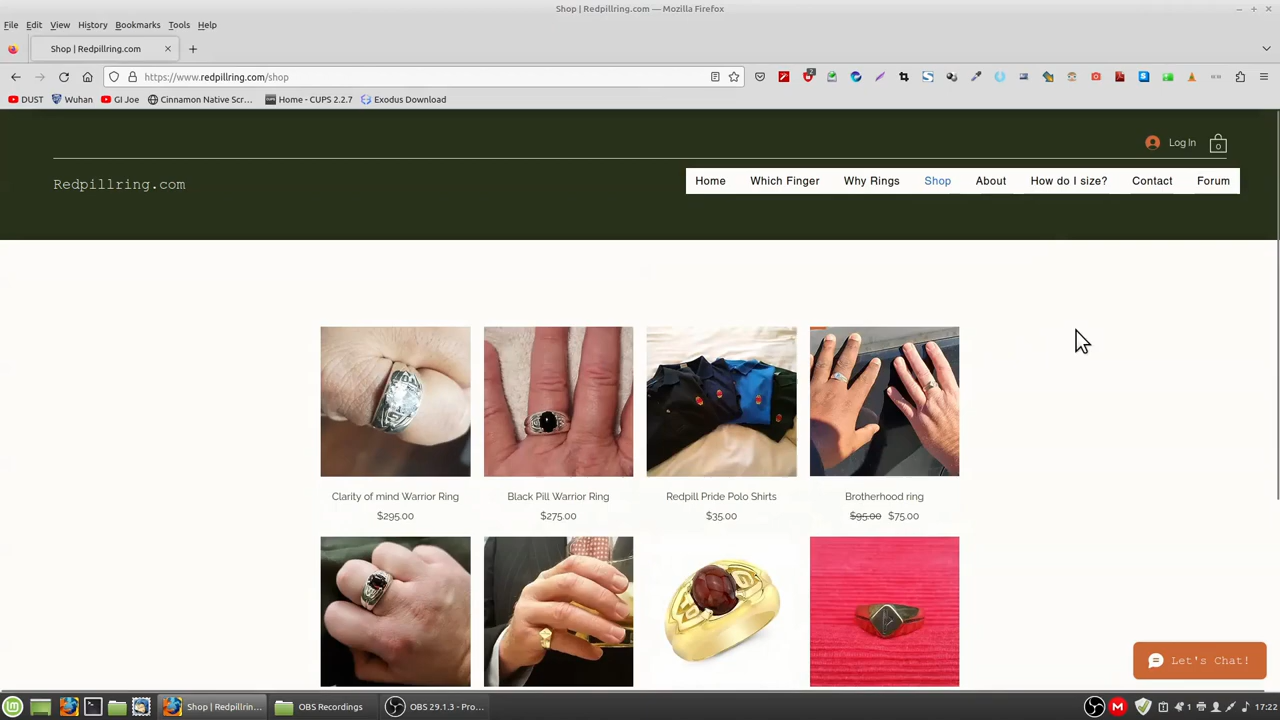 Shop | Redpillring.com — Mozilla Firefox
File Edit View History Bookmarks Tools Help
Shop | Redpillring.com
https://www.redpillring.com/shop
DUST Wuhan GI Joe Cinnamon Native Scr... Home - CUPS 2.2.7 Exodus Download
Log In
0
Redpillring.com
Home Which Finger Why Rings Shop About How do I size? Contact Forum
Clarity of mind Warrior Ring Black Pill Warrior Ring Redpill Pride Polo Shirts Brotherhood ring
$295.00 $275.00 $35.00 $95.00 $75.00
Let's Chat!
Shop | Redpillrin... OBS Recordings OBS 29.1.3 - Pro... 1 17:22